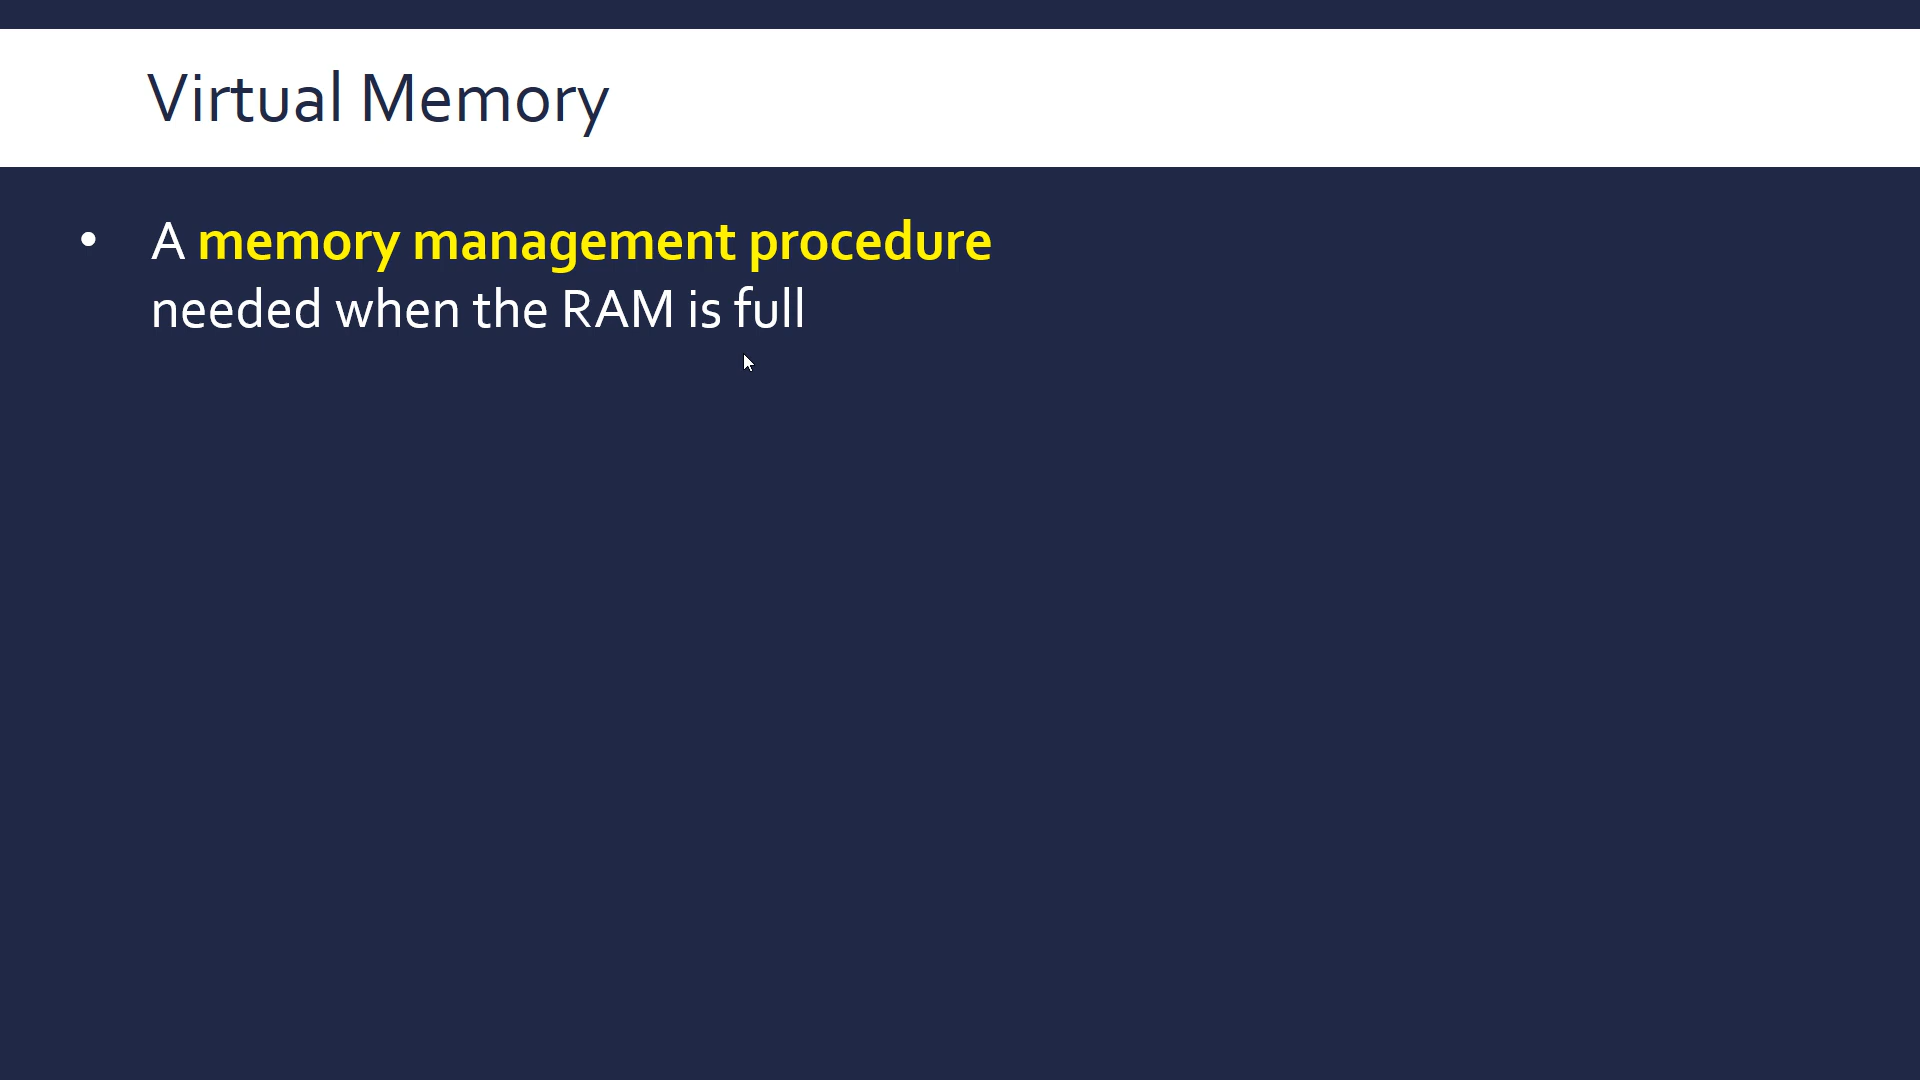 Virtual Memory
• A memory management procedure
needed when the RAM is full